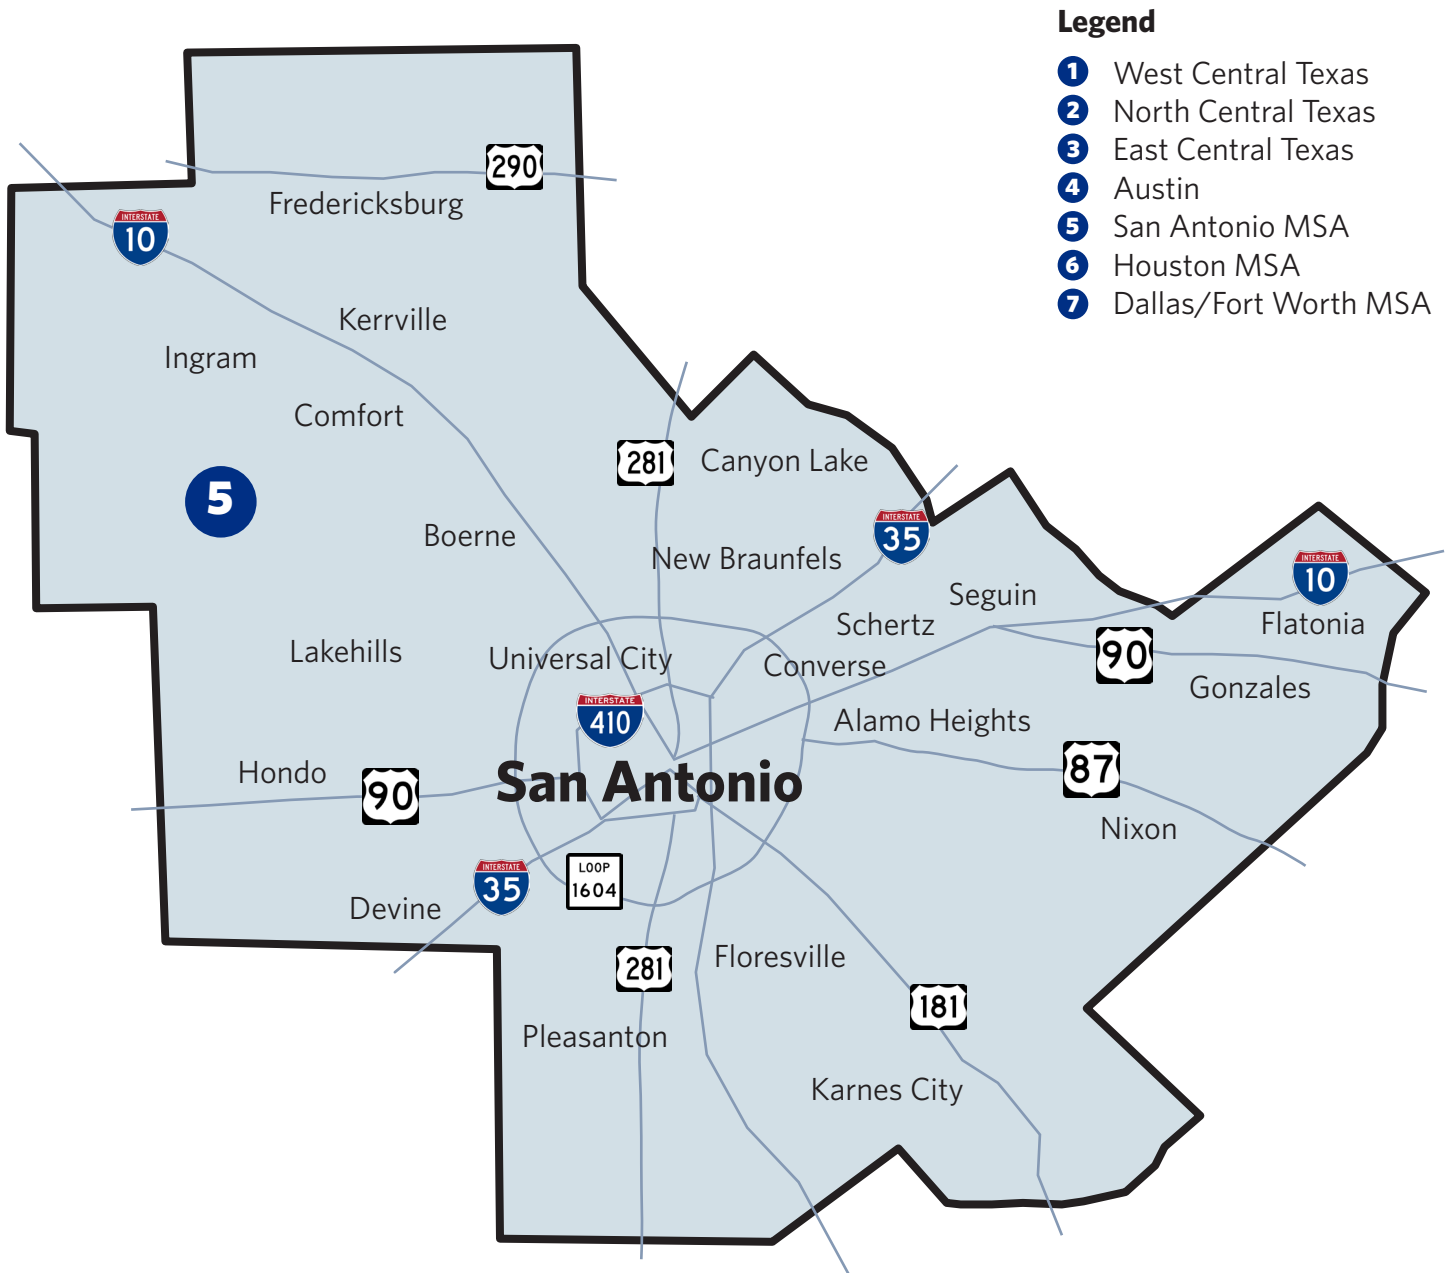 Legend
1 West Central Texas
2 North Central Texas
3 East Central Texas
4 Austin
5 San Antonio MSA
6 Houston MSA
7 Dallas/Fort Worth MSA
290
Fredericksburg
INTERSTATE
10
Kerrville
Ingram
Comfort
281
Canyon Lake
5
INTERSTATE
35
Boerne
New Braunfels
INTERSTATE
10
Seguin
Schertz
Flatonia
Lakehills
Universal City
Converse
90
Gonzales
INTERSTATE
410
Alamo Heights
Hondo
90
San Antonio
87
Nixon
INTERSTATE
35
LOOP
1604
Devine
281
Floresville
181
Pleasanton
Karnes City